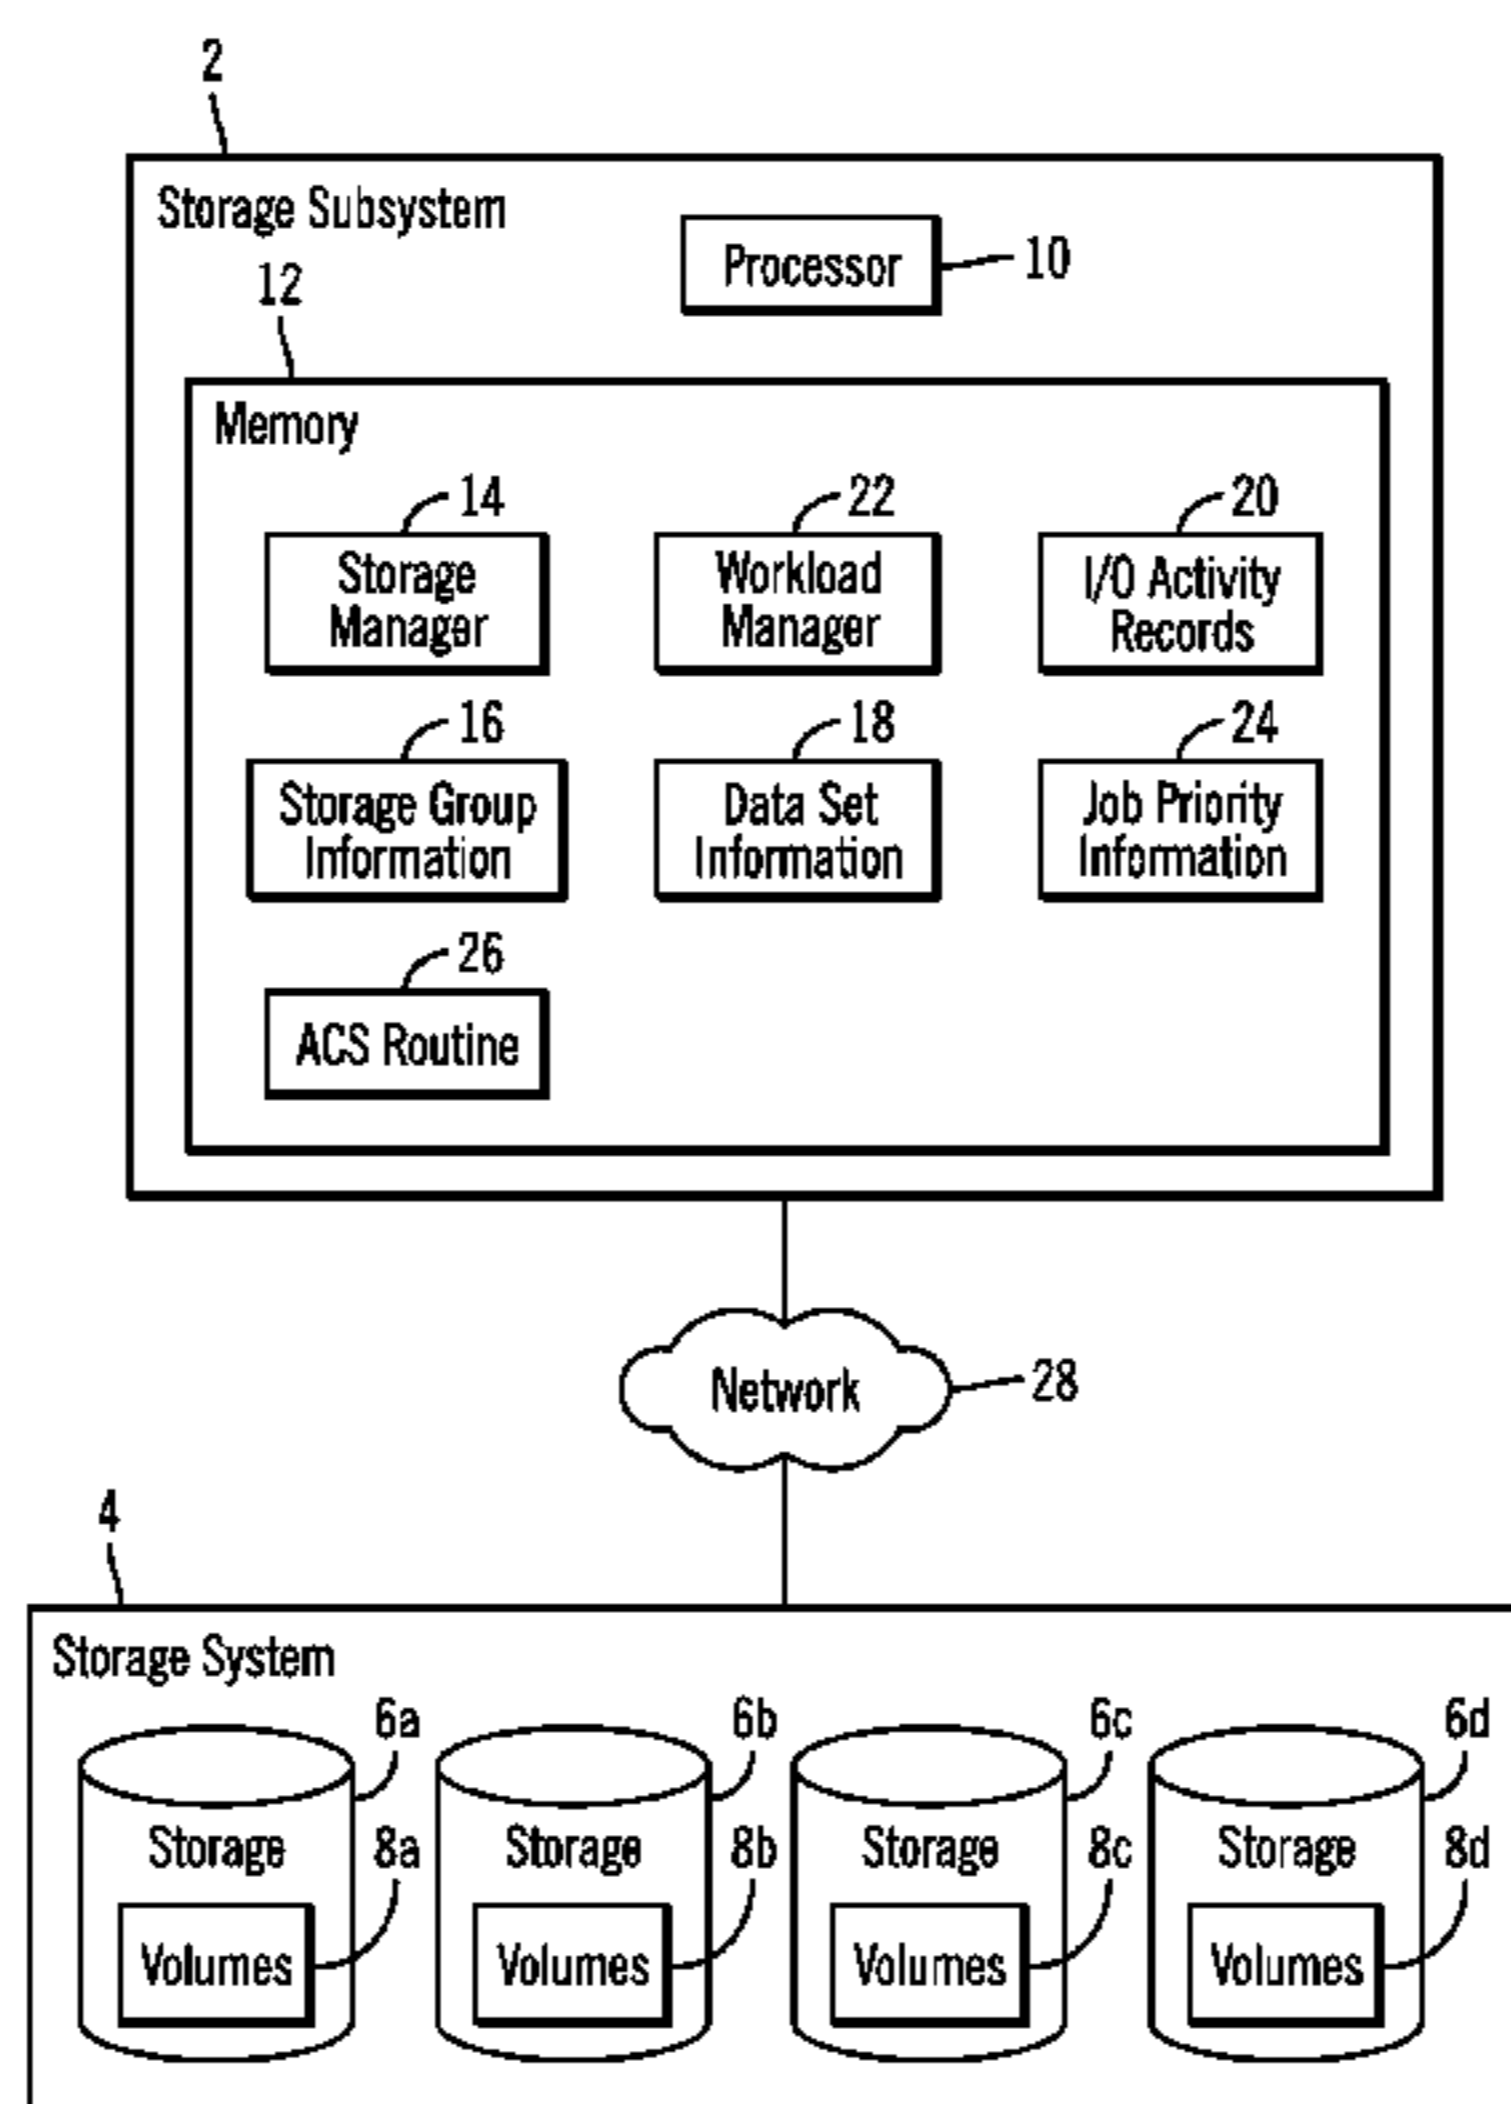 2
Storage Subsystem
Processor
10
12
Memory
14
22
20
Storage
Manager
Workload
Manager
I/O Activity
Records
16
18
24
Storage Group
Information
Data Set
Information
Job Priority
Information
26
ACS Routine
Network
28
4
Storage System
6a
6b
6c
6d
Storage
8a
Storage
8b
Storage
8c
Storage
8d
Volumes
Volumes
Volumes
Volumes